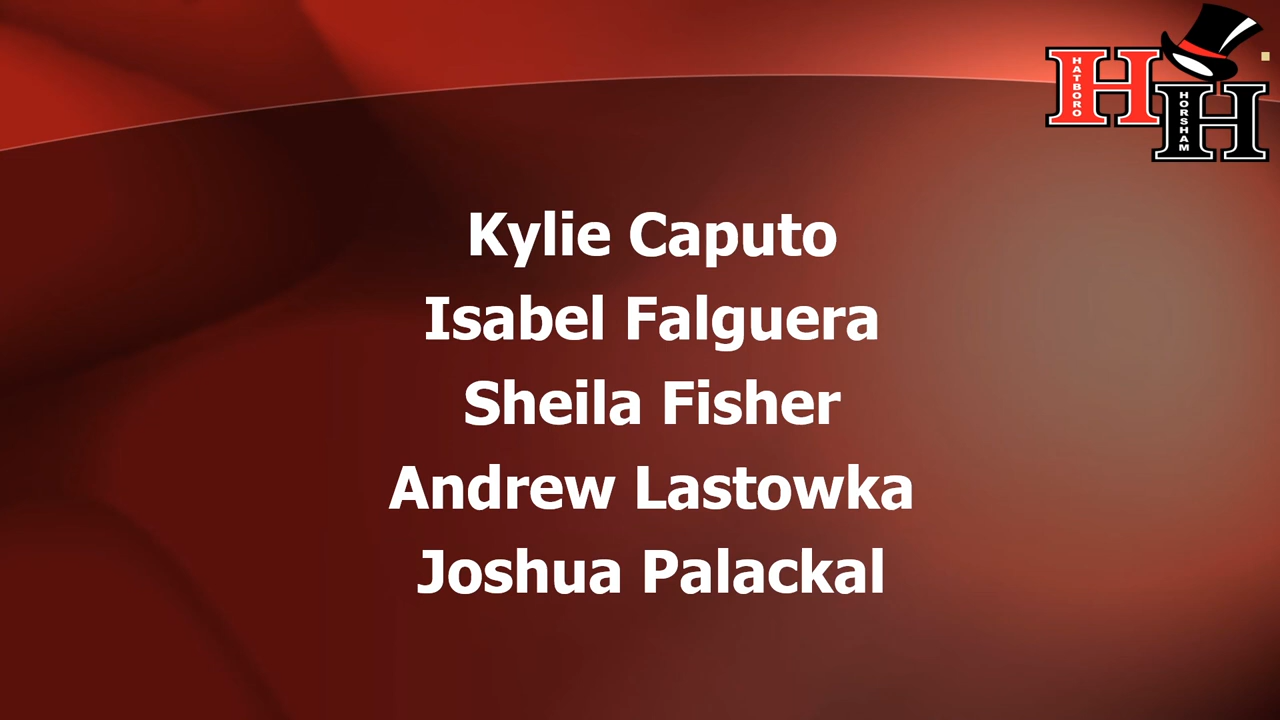 HATBORO
HORSHAM
Kylie Caputo
Isabel Falguera
Sheila Fisher
Andrew Lastowka
Joshua Palackal